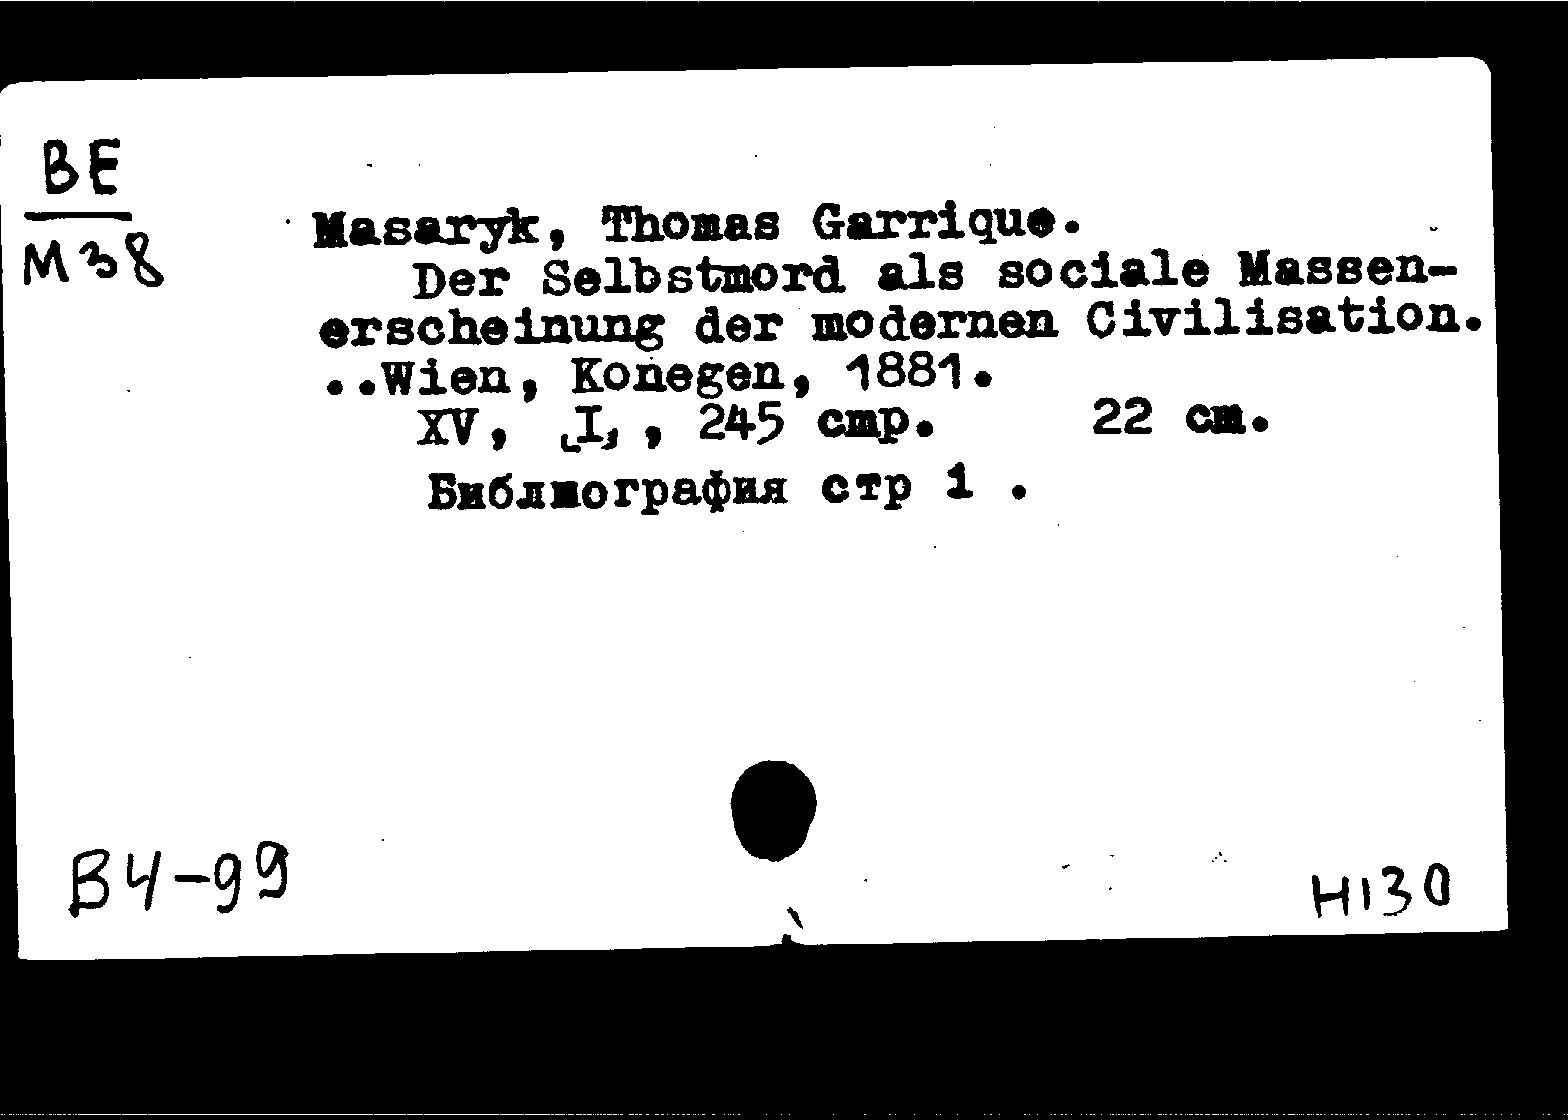 BE
M38
Masaryk, Thomas Garrique.
Der Selbstmord als sociale Massen-
erscheinung der modernen Civilisation.
..Wien, Konegen, 1881.
XV, [I], 245 стр. 22 cm.
Библиография стр 1 .
B4-99
H130